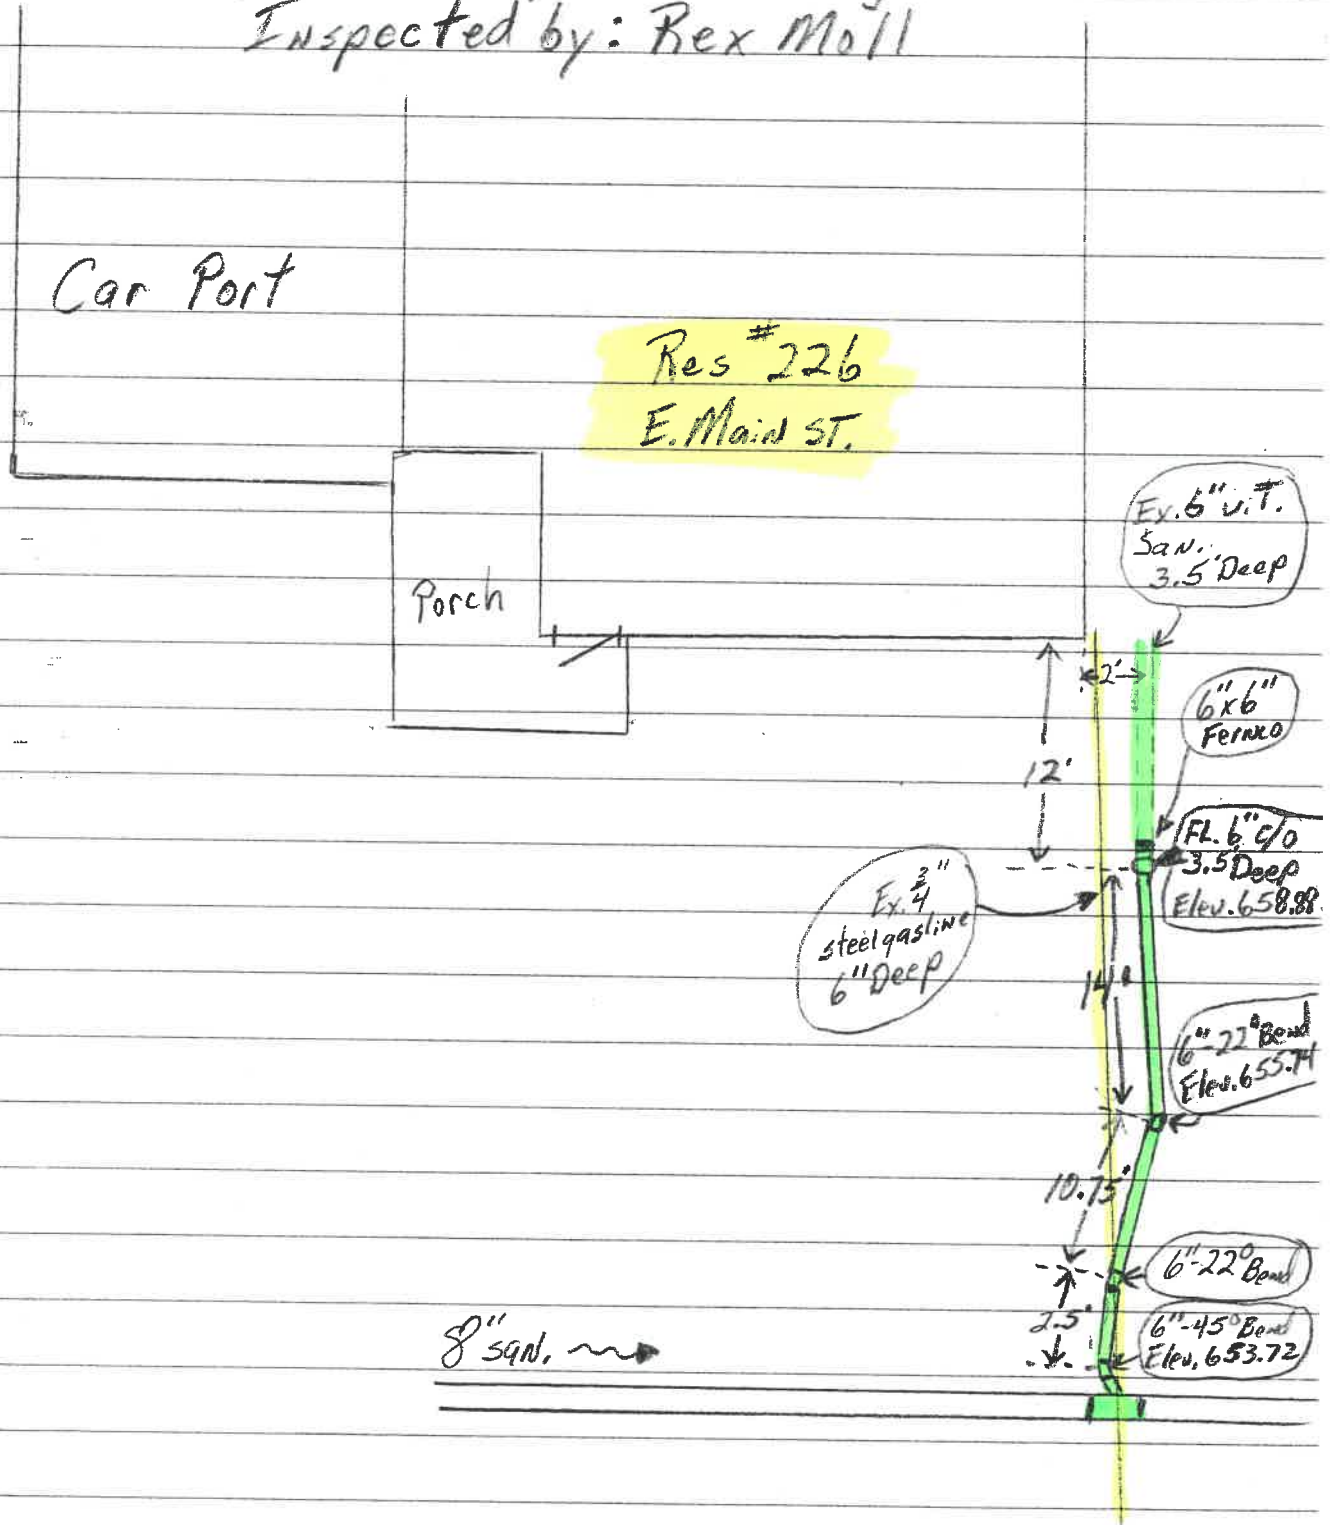 Inspected by: Rex Moll
Car Port
Res #226
E. Main ST.
Ex. 6" V.T.
San.
3.5' Deep
Porch
2'
6"x6"
Fernco
12'
FL. 6" c/o
3.5' Deep
Elev. 658.88
Ex. 3/4"
steel gasline
6" Deep
14'
6"-22° Bend
Elev. 655.74
10.75'
6"-22° Bend
2.5'
6"-45° Bend
Elev. 653.72
8" San.